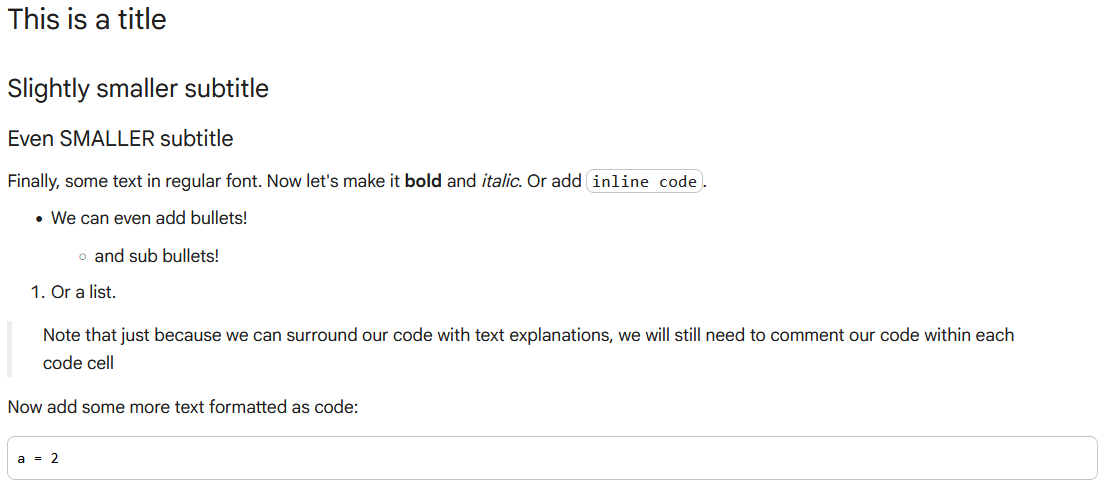 This is a title
Slightly smaller subtitle
Even SMALLER subtitle
Finally, some text in regular font. Now let's make it bold and italic. Or add inline code.
• We can even add bullets!
◦ and sub bullets!
1. Or a list.
Note that just because we can surround our code with text explanations, we will still need to comment our code within each
code cell
Now add some more text formatted as code:
a = 2